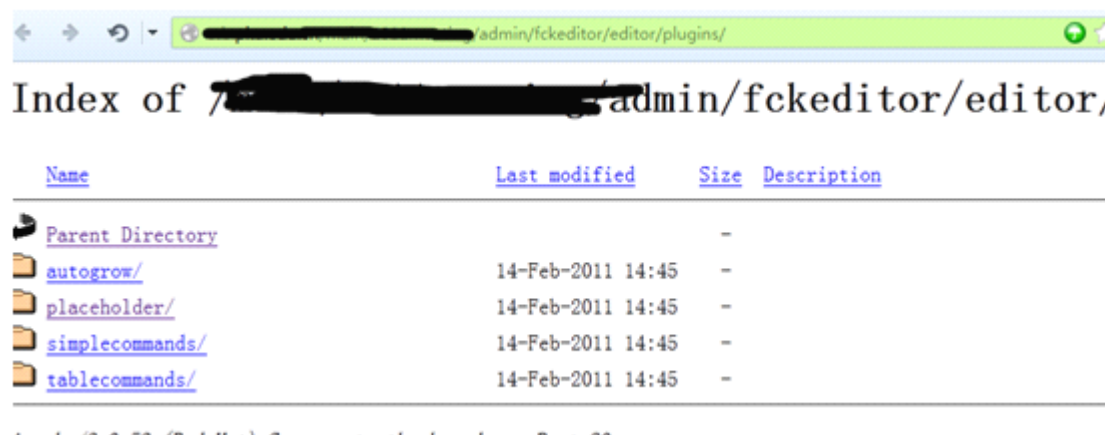 /admin/fckeditor/editor/plugins/
Index of / /admin/fckeditor/editor/
Name Last modified Size Description
Parent Directory -
autogrow/ 14-Feb-2011 14:45 -
placeholder/ 14-Feb-2011 14:45 -
simplecommands/ 14-Feb-2011 14:45 -
tablecommands/ 14-Feb-2011 14:45 -